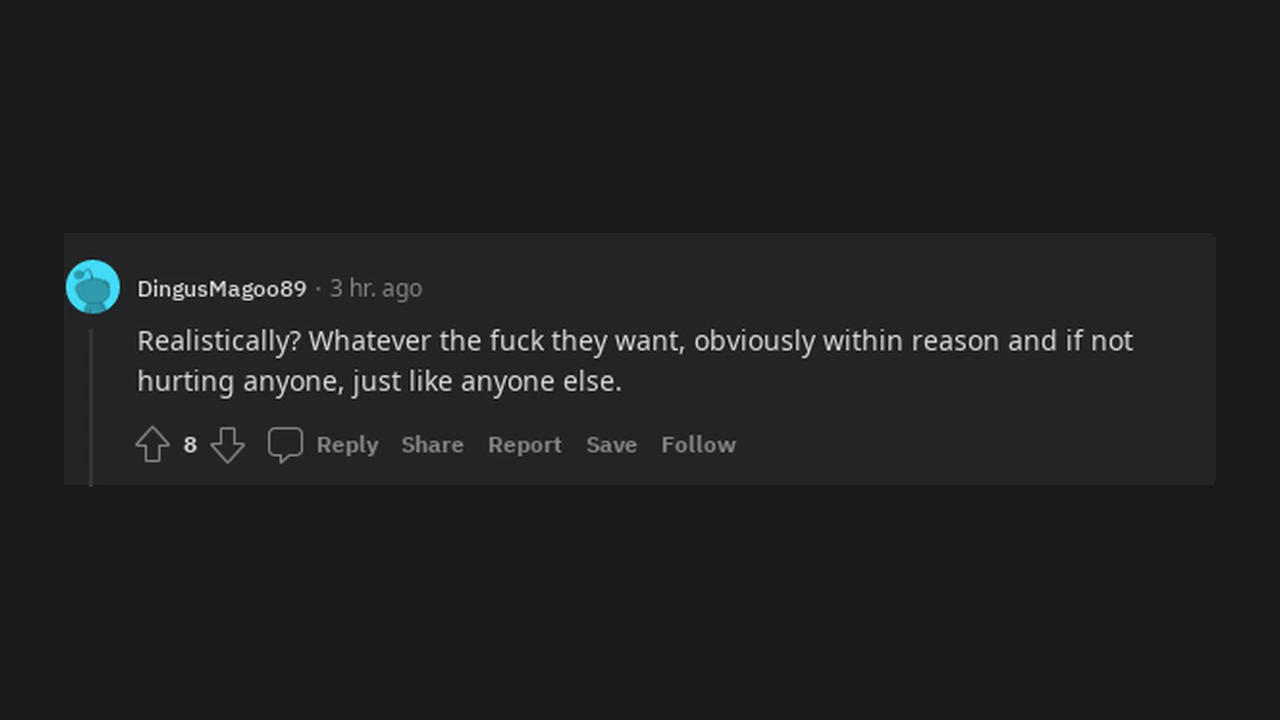 DingusMagoo89 · 3 hr. ago
Realistically? Whatever the fuck they want, obviously within reason and if not
hurting anyone, just like anyone else.
8 Reply Share Report Save Follow